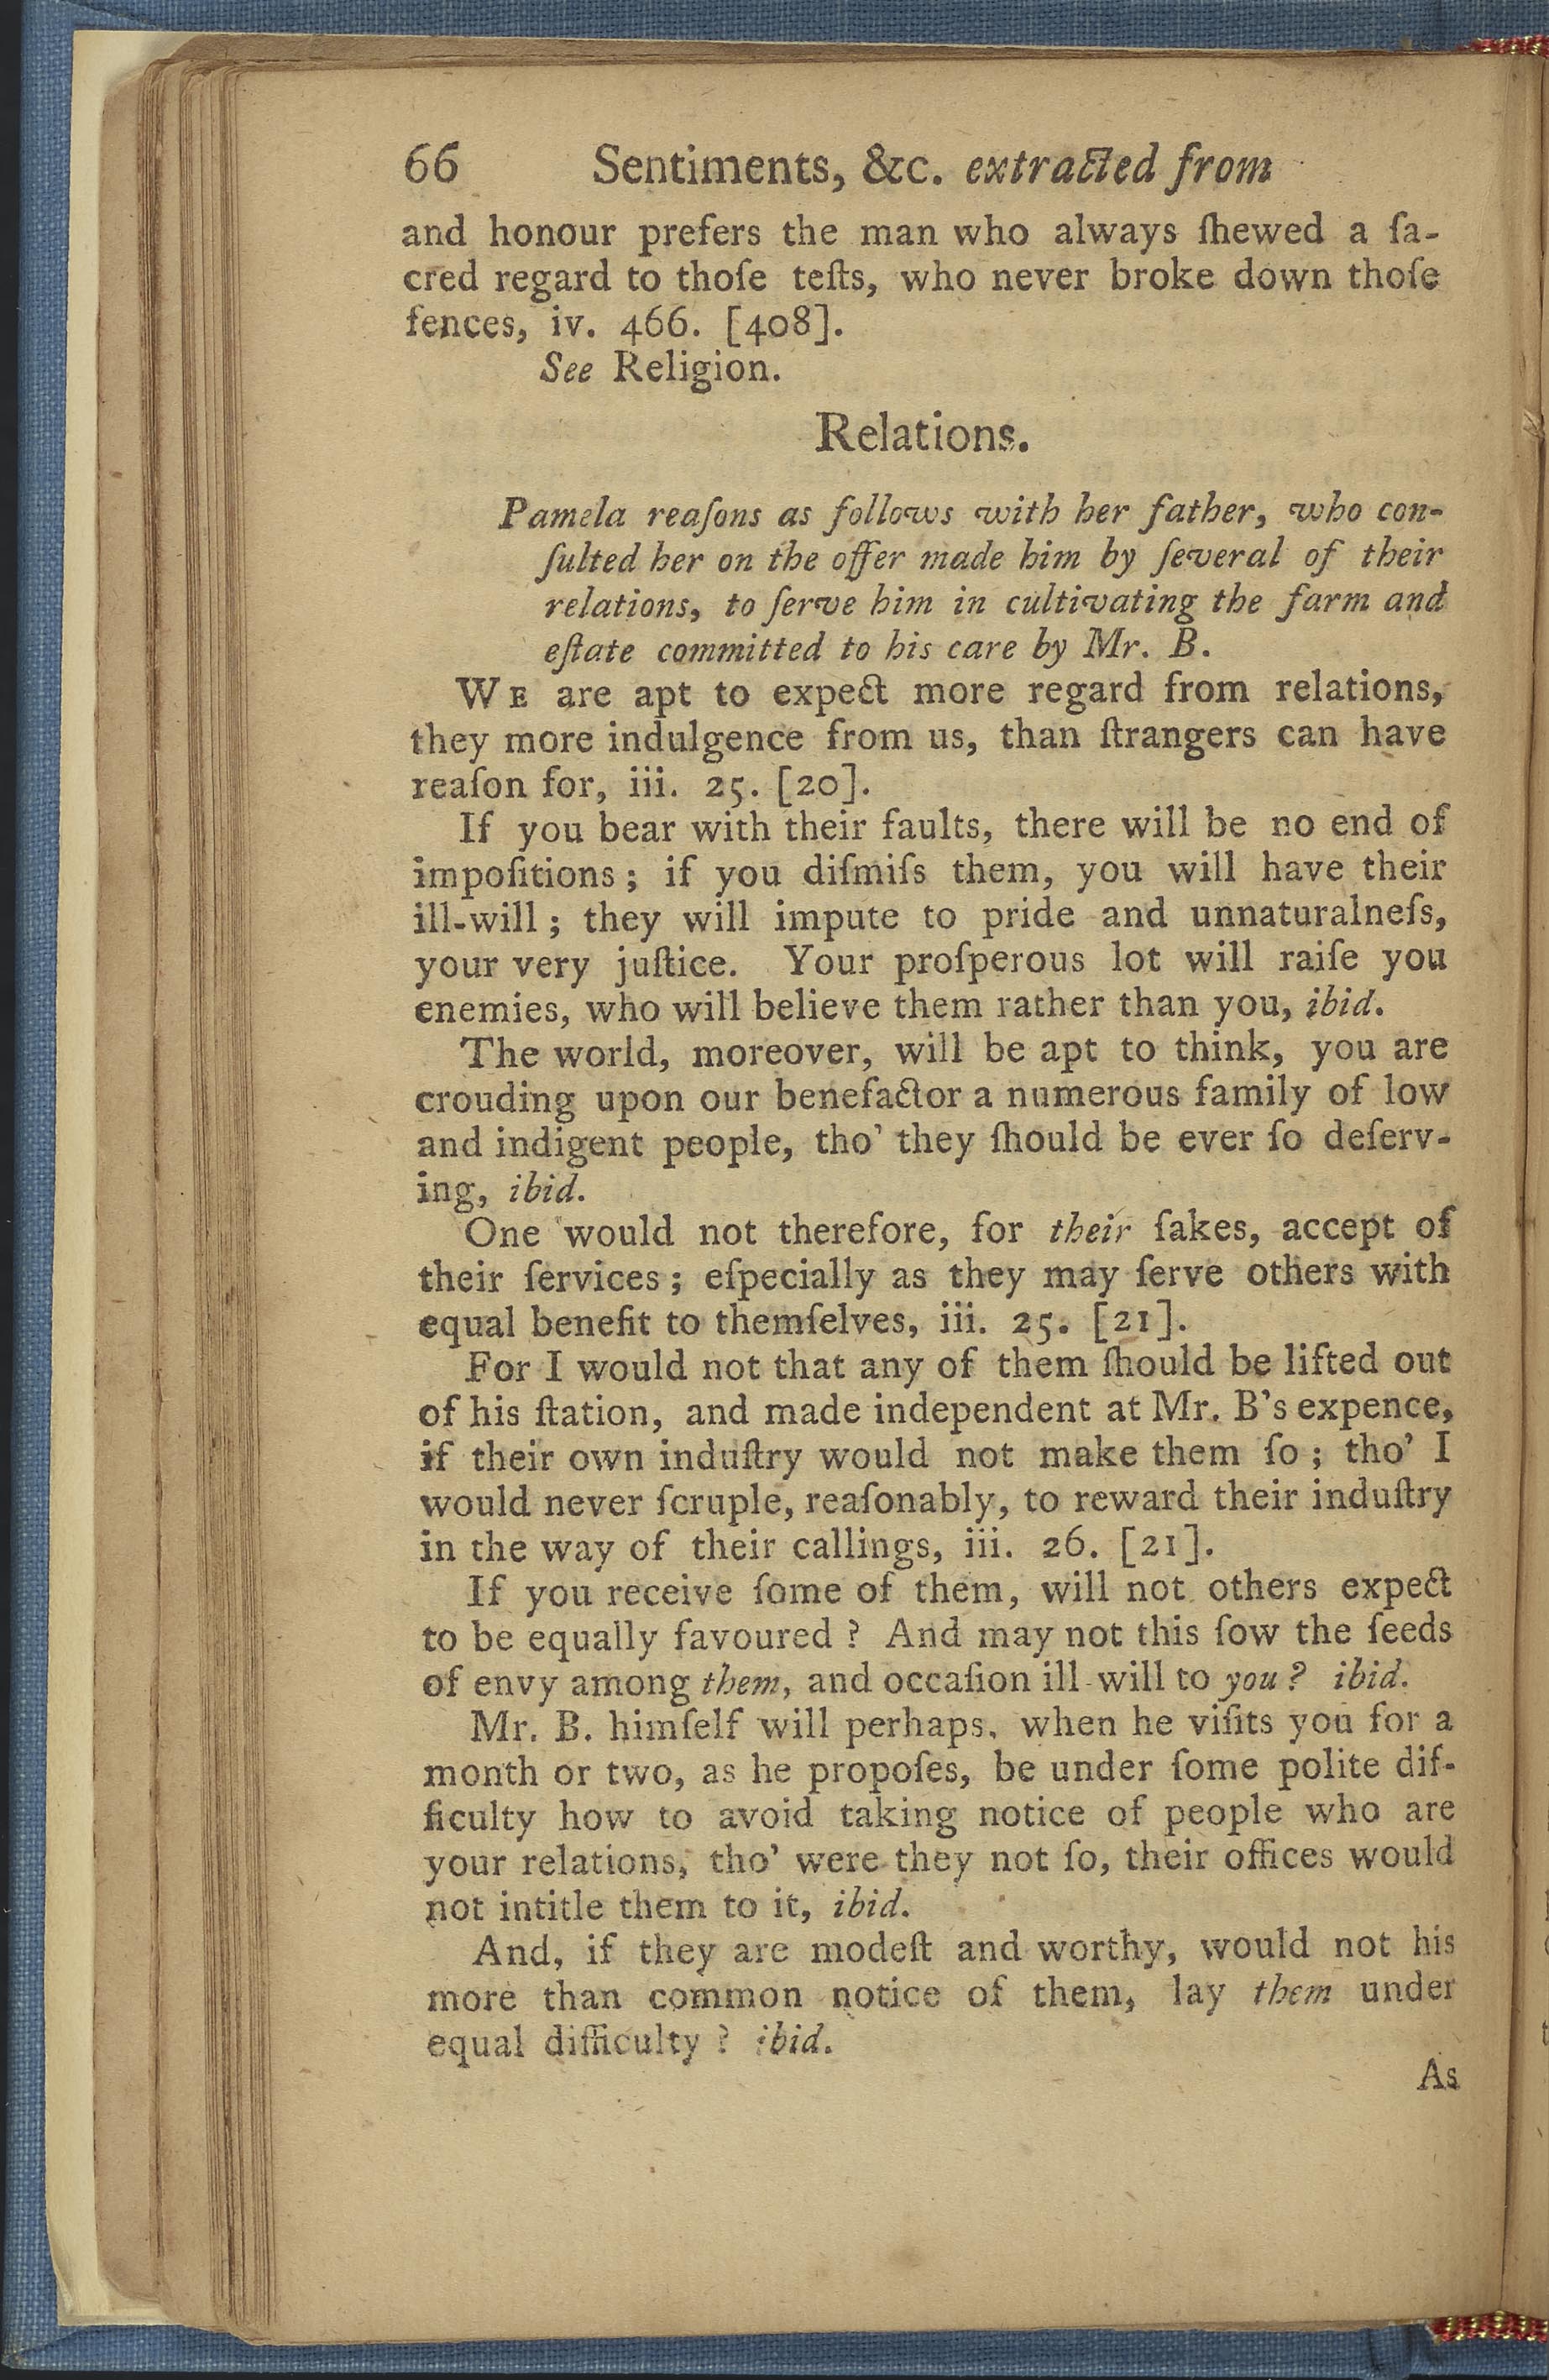 66 Sentiments, &c. extracted from
and honour prefers the man who always ſhewed a ſa-
cred regard to thoſe teſts, who never broke down thoſe
fences, iv. 466. [408].
See Religion.
Relations.
Pamela reaſons as follows with her father, who con-
ſulted her on the offer made him by ſeveral of their
relations, to ſerve him in cultivating the farm and
eſtate committed to his care by Mr. B.
WE are apt to expect more regard from relations,
they more indulgence from us, than ſtrangers can have
reaſon for, iii. 25. [20].
If you bear with their faults, there will be no end of
impoſitions; if you diſmiſs them, you will have their
ill-will; they will impute to pride and unnaturalneſs,
your very juſtice. Your proſperous lot will raiſe you
enemies, who will believe them rather than you, ibid.
The world, moreover, will be apt to think, you are
crouding upon our benefactor a numerous family of low
and indigent people, tho' they ſhould be ever ſo deſerv-
ing, ibid.
One would not therefore, for their ſakes, accept of
their ſervices; eſpecially as they may ſerve others with
equal benefit to themſelves, iii. 25. [21].
For I would not that any of them ſhould be lifted out
of his ſtation, and made independent at Mr. B's expence,
if their own induſtry would not make them ſo; tho' I
would never ſcruple, reaſonably, to reward their induſtry
in the way of their callings, iii. 26. [21].
If you receive ſome of them, will not others expect
to be equally favoured? And may not this ſow the ſeeds
of envy among them, and occaſion ill-will to you? ibid.
Mr. B. himſelf will perhaps, when he viſits you for a
month or two, as he propoſes, be under ſome polite dif-
ficulty how to avoid taking notice of people who are
your relations, tho' were they not ſo, their offices would
not intitle them to it, ibid.
And, if they are modeſt and worthy, would not his
more than common notice of them, lay them under
equal difficulty? ibid.
As